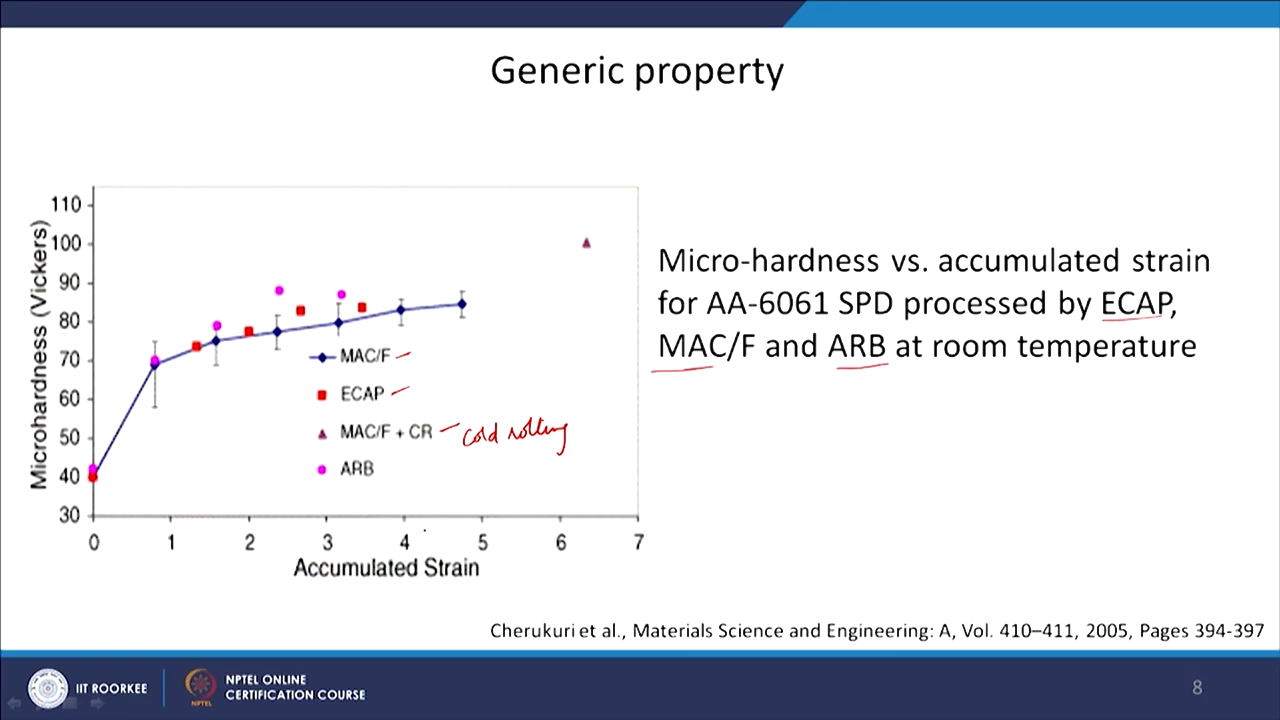 Generic property
Microhardness (Vickers)
110
100
90
80
70
60
50
40
30
0 1 2 3 4 5 6 7
Accumulated Strain
MAC/F
ECAP
MAC/F + CR cold rolling
ARB
Micro-hardness vs. accumulated strain
for AA-6061 SPD processed by ECAP,
MAC/F and ARB at room temperature
Cherukuri et al., Materials Science and Engineering: A, Vol. 410–411, 2005, Pages 394-397
IIT ROORKEE
NPTEL ONLINE
CERTIFICATION COURSE
NPTEL
8